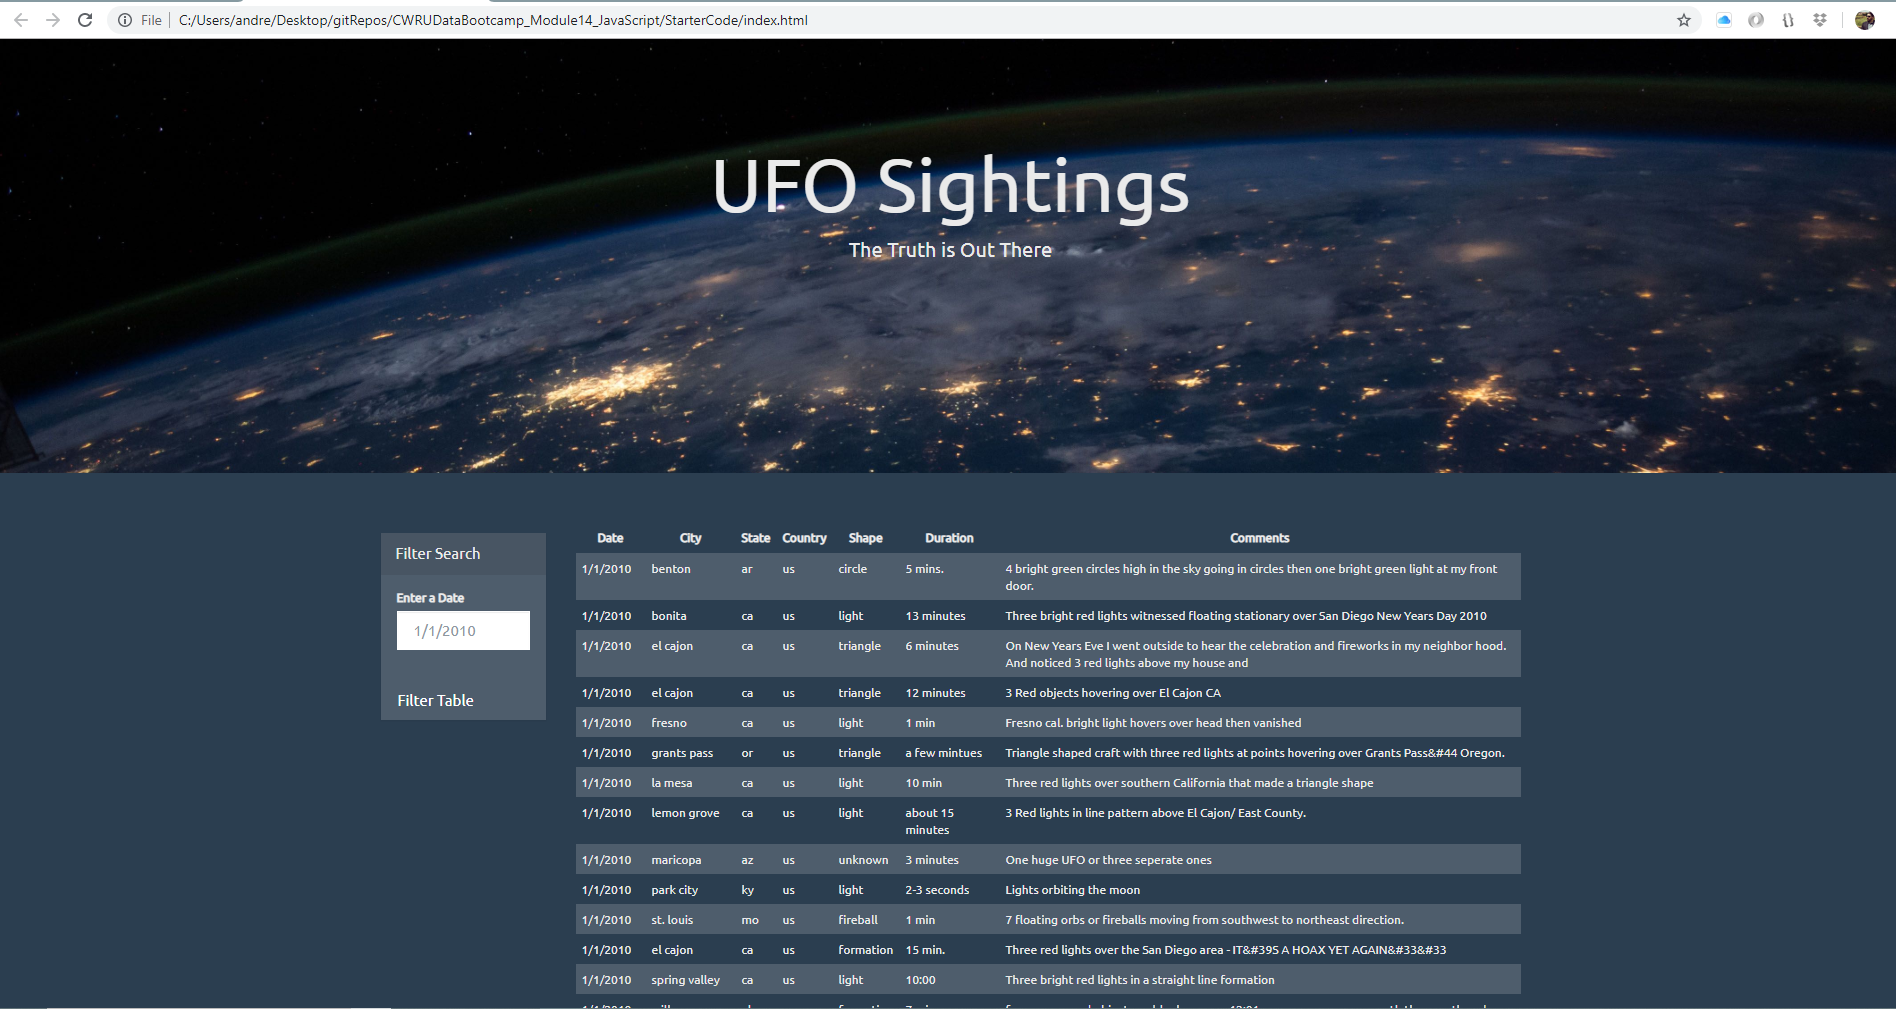 File C:/Users/andre/Desktop/gitRepos/CWRUDataBootcamp_Module14_JavaScript/StarterCode/index.html
UFO Sightings
The Truth is Out There
Filter Search
Enter a Date
1/1/2010
Filter Table
Date City State Country Shape Duration Comments
1/1/2010 benton ar us circle 5 mins. 4 bright green circles high in the sky going in circles then one bright green light at my front
door.
1/1/2010 bonita ca us light 13 minutes Three bright red lights witnessed floating stationary over San Diego New Years Day 2010
1/1/2010 el cajon ca us triangle 6 minutes On New Years Eve I went outside to hear the celebration and fireworks in my neighbor hood.
And noticed 3 red lights above my house and
1/1/2010 el cajon ca us triangle 12 minutes 3 Red objects hovering over El Cajon CA
1/1/2010 fresno ca us light 1 min Fresno cal. bright light hovers over head then vanished
1/1/2010 grants pass or us triangle a few mintues Triangle shaped craft with three red lights at points hovering over Grants Pass&#44 Oregon.
1/1/2010 la mesa ca us light 10 min Three red lights over southern California that made a triangle shape
1/1/2010 lemon grove ca us light about 15 3 Red lights in line pattern above El Cajon/ East County.
minutes
1/1/2010 maricopa az us unknown 3 minutes One huge UFO or three seperate ones
1/1/2010 park city ky us light 2-3 seconds Lights orbiting the moon
1/1/2010 st. louis mo us fireball 1 min 7 floating orbs or fireballs moving from southwest to northeast direction.
1/1/2010 el cajon ca us formation 15 min. Three red lights over the San Diego area - IT&#39S A HOAX YET AGAIN&#33&#33
1/1/2010 spring valley ca us light 10:00 Three bright red lights in a straight line formation